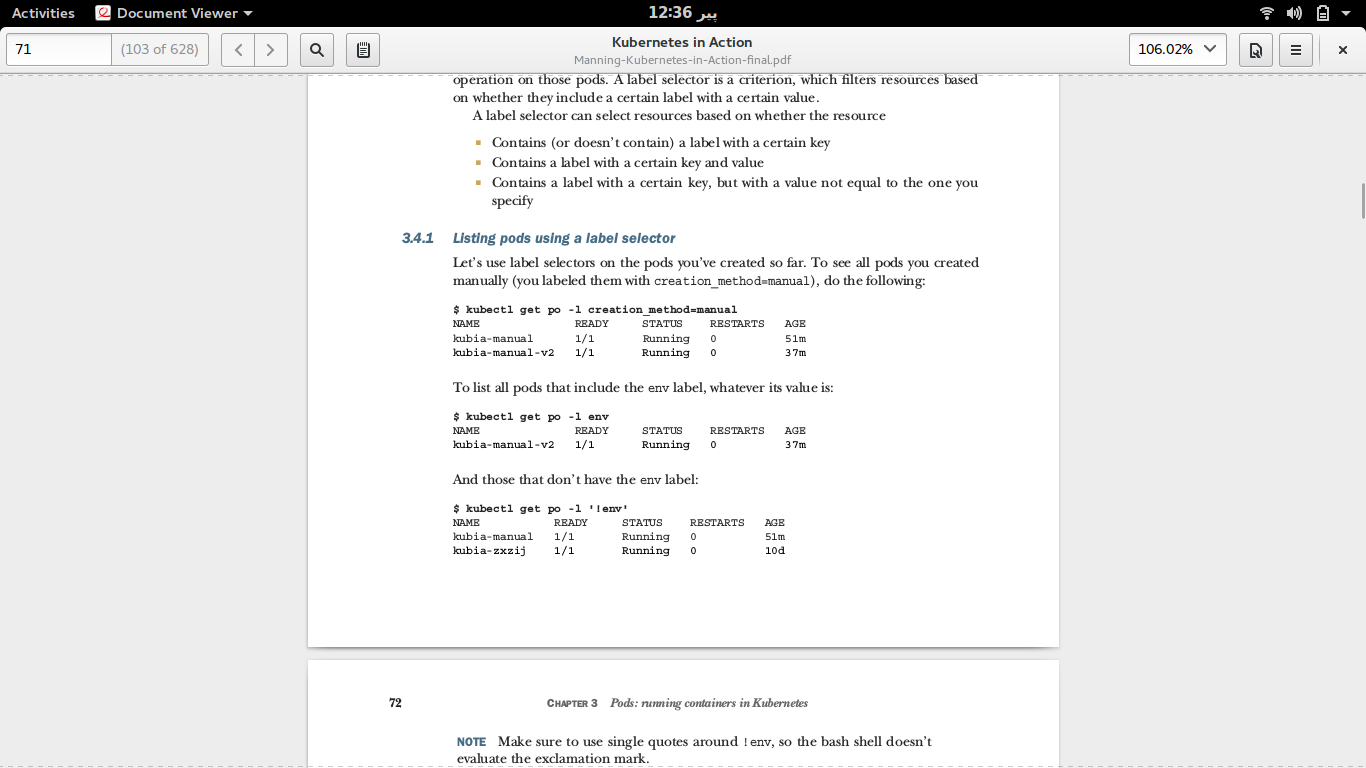 Activities Document Viewer 12:36 پیر
71 (103 of 628) Kubernetes in Action 106.02%
Manning-Kubernetes-in-Action-final.pdf
operation on those pods. A label selector is a criterion, which filters resources based
on whether they include a certain label with a certain value.
A label selector can select resources based on whether the resource
▪ Contains (or doesn't contain) a label with a certain key
▪ Contains a label with a certain key and value
▪ Contains a label with a certain key, but with a value not equal to the one you
specify
3.4.1 Listing pods using a label selector
Let's use label selectors on the pods you've created so far. To see all pods you created
manually (you labeled them with creation_method=manual), do the following:
$ kubectl get po -l creation_method=manual
NAME READY STATUS RESTARTS AGE
kubia-manual 1/1 Running 0 51m
kubia-manual-v2 1/1 Running 0 37m
To list all pods that include the env label, whatever its value is:
$ kubectl get po -l env
NAME READY STATUS RESTARTS AGE
kubia-manual-v2 1/1 Running 0 37m
And those that don't have the env label:
$ kubectl get po -l '!env'
NAME READY STATUS RESTARTS AGE
kubia-manual 1/1 Running 0 51m
kubia-zxzij 1/1 Running 0 10d
72 CHAPTER 3 Pods: running containers in Kubernetes
NOTE Make sure to use single quotes around !env, so the bash shell doesn't
evaluate the exclamation mark.